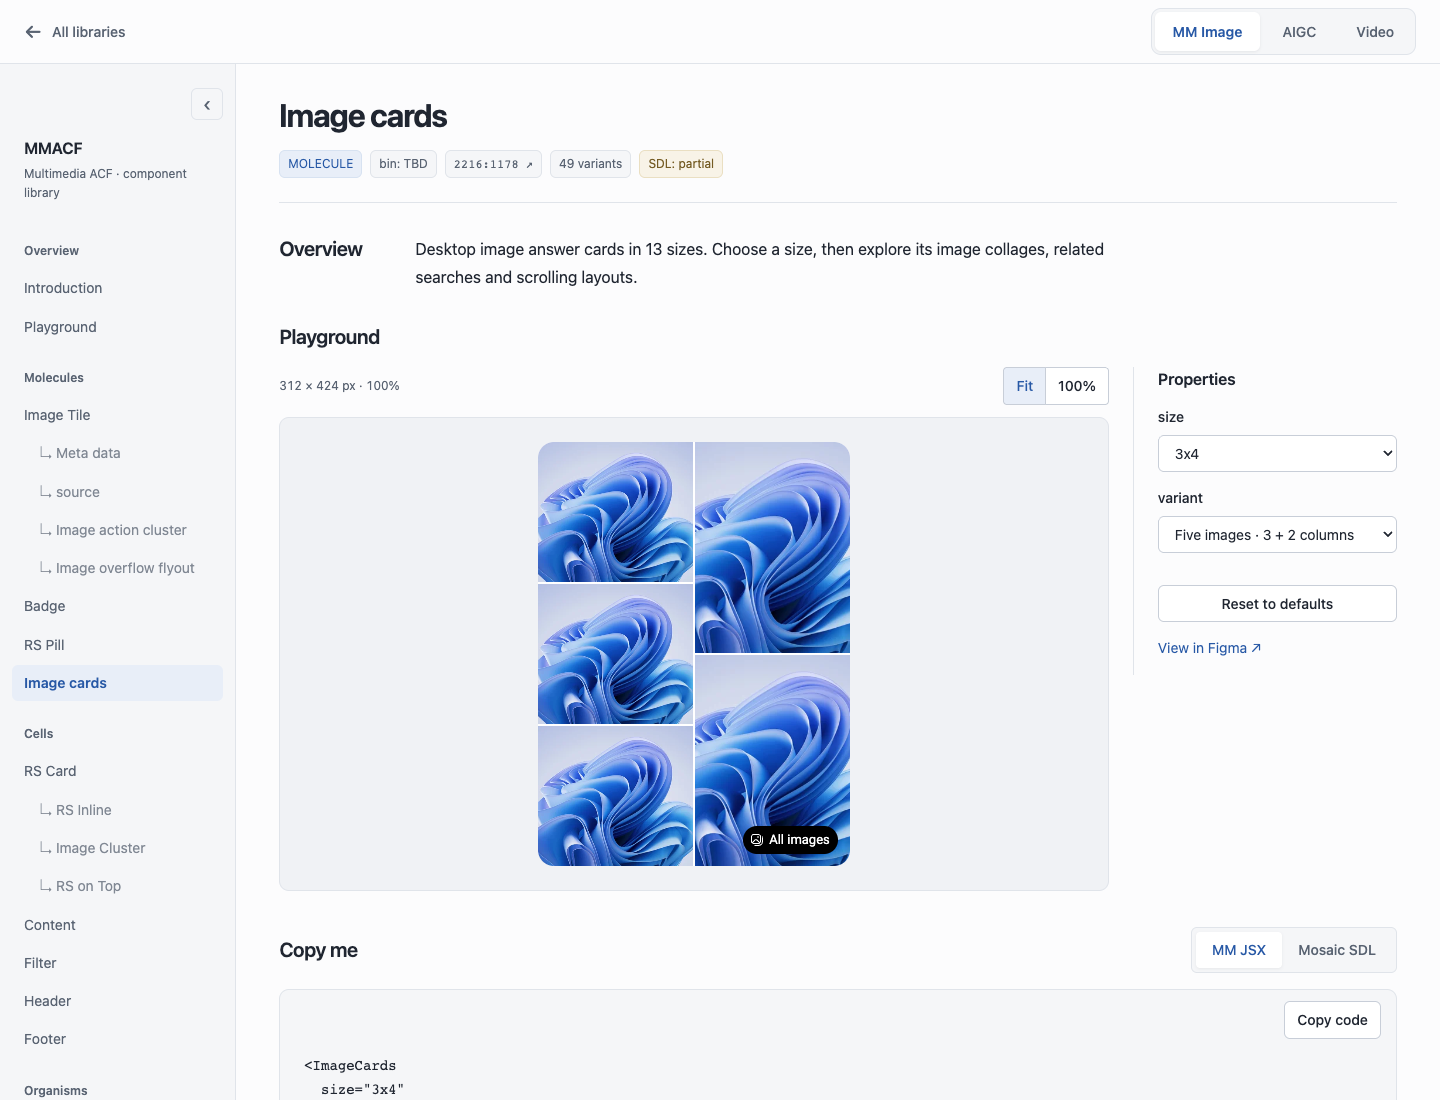 All libraries
MM Image
AIGC
Video
MMACF
Multimedia ACF · component
library
Overview
Introduction
Playground
Molecules
Image Tile
Meta data
source
Image action cluster
Image overflow flyout
Badge
RS Pill
Image cards
Cells
RS Card
RS Inline
Image Cluster
RS on Top
Content
Filter
Header
Footer
Organisms
Image cards
MOLECULE
bin: TBD
2216:1178 ↗
49 variants
SDL: partial
Overview
Desktop image answer cards in 13 sizes. Choose a size, then explore its image collages, related
searches and scrolling layouts.
Playground
312 × 424 px · 100%
Fit
100%
All images
Properties
size
3x4
variant
Five images · 3 + 2 columns
Reset to defaults
View in Figma ↗
Copy me
MM JSX
Mosaic SDL
Copy code
<ImageCards
size="3x4"